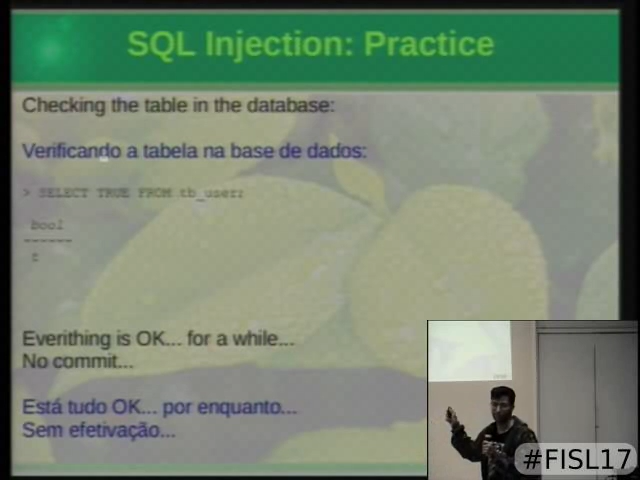 SQL Injection: Practice
Checking the table in the database:
Verificando a tabela na base de dados:
> SELECT TRUE FROM tb_user;
bool
------
t
Everithing is OK... for a while...
No commit...
Está tudo OK... por enquanto...
Sem efetivação...
#FISL17